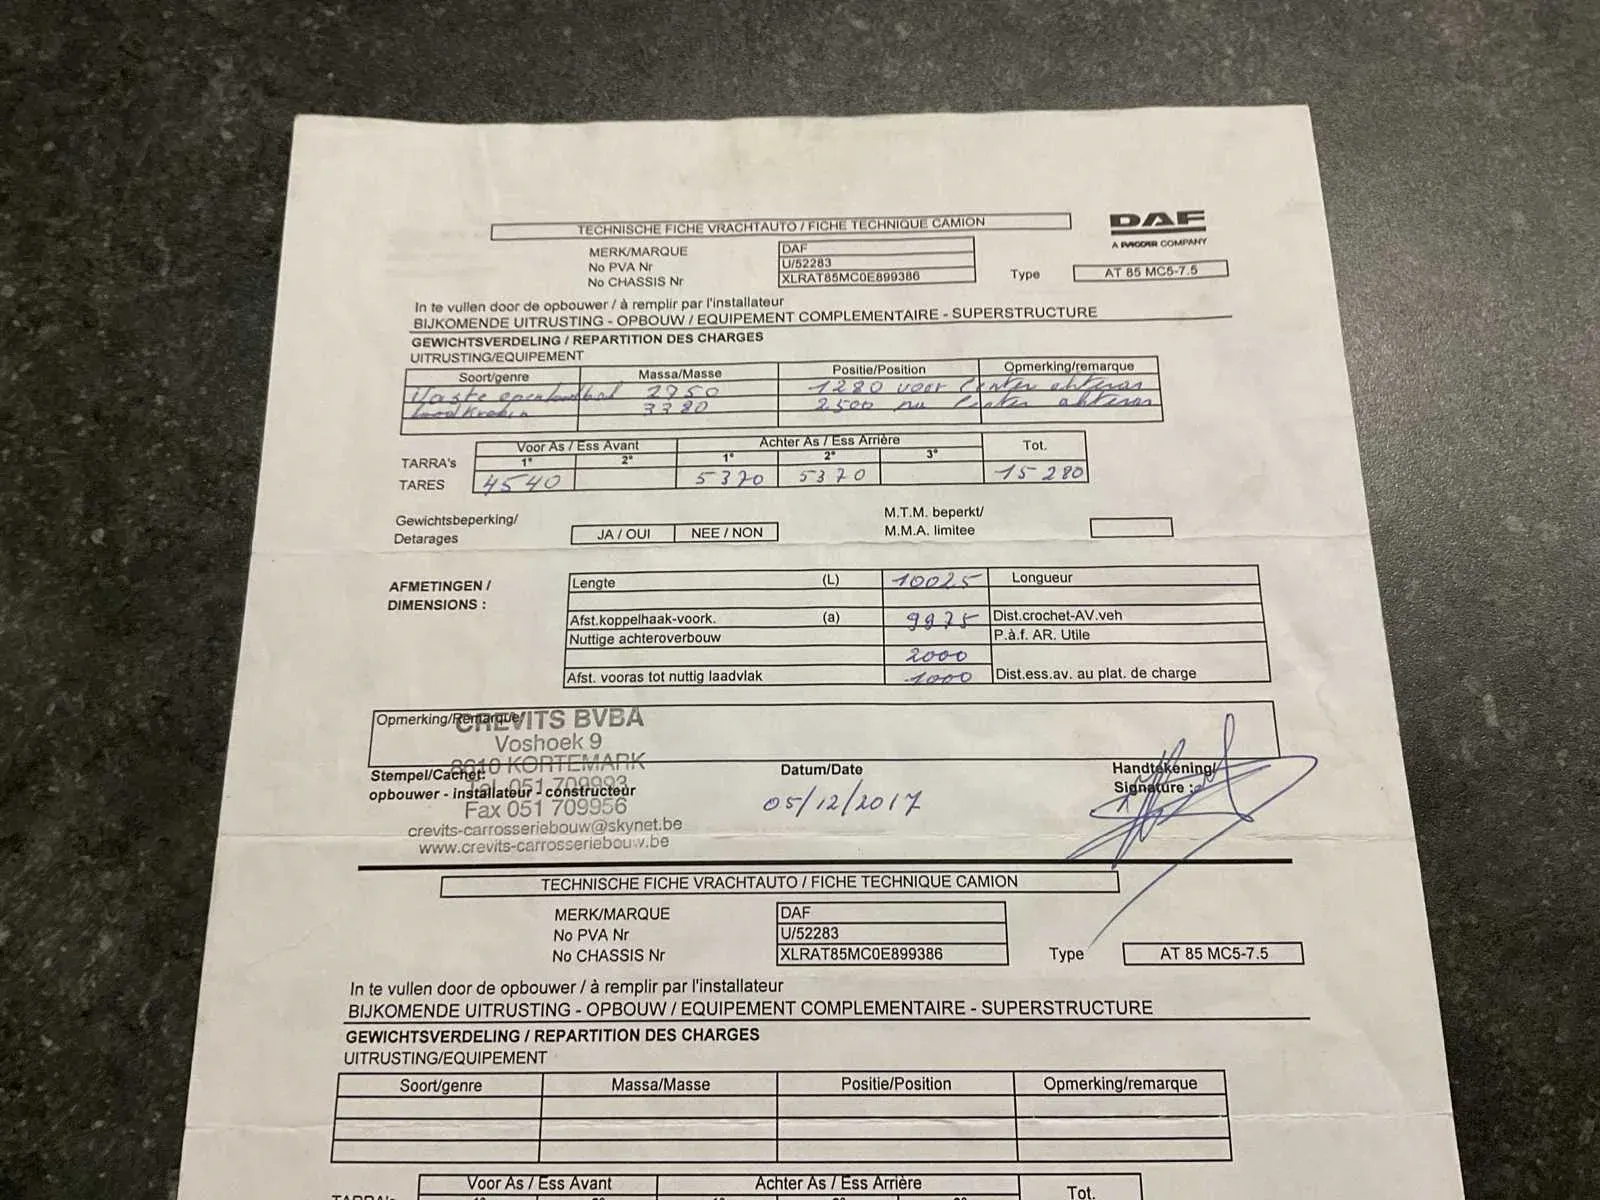 TECHNISCHE FICHE VRACHTAUTO / FICHE TECHNIQUE CAMION
DAF
A PACCAR COMPANY
MERK/MARQUE DAF
No PVA Nr U/52283
No CHASSIS Nr XLRAT85MC0E899386 Type AT 85 MC5-7.5
In te vullen door de opbouwer / à remplir par l'installateur
BIJKOMENDE UITRUSTING - OPBOUW / EQUIPEMENT COMPLEMENTAIRE - SUPERSTRUCTURE
GEWICHTSVERDELING / REPARTITION DES CHARGES
UITRUSTING/EQUIPEMENT
Soort/genre Massa/Masse Positie/Position Opmerking/remarque
Vaste 2750 1280 voor center achteras
Laadkraan 3380 2500 center achteras
Voor As / Ess Avant Achter As / Ess Arrière Tot.
TARRA's 1° 2° 1° 2° 3°
TARES 4540 5370 5370 15 280
Gewichtsbeperking/ M.T.M. beperkt/
Detarages JA / OUI NEE / NON M.M.A. limitee
AFMETINGEN / Lengte (L) 10025 Longueur
DIMENSIONS :
Afst.koppelhaak-voork. (a) 9875 Dist.crochet-AV.veh
Nuttige achteroverbouw P.à.f. AR. Utile
2000
Afst. vooras tot nuttig laadvlak 1000 Dist.ess.av. au plat. de charge
Opmerking/Remarque
CREVITS BVBA
Voshoek 9
8610 KORTEMARK
Stempel/Cachet: Datum/Date Handtekening/
Tel 051 709993
opbouwer - installateur - constructeur 05/12/2017 Signature :
Fax 051 709956
crevits-carrosseriebouw@skynet.be
www.crevits-carrosseriebouw.be
TECHNISCHE FICHE VRACHTAUTO / FICHE TECHNIQUE CAMION
MERK/MARQUE DAF
No PVA Nr U/52283
No CHASSIS Nr XLRAT85MC0E899386 Type AT 85 MC5-7.5
In te vullen door de opbouwer / à remplir par l'installateur
BIJKOMENDE UITRUSTING - OPBOUW / EQUIPEMENT COMPLEMENTAIRE - SUPERSTRUCTURE
GEWICHTSVERDELING / REPARTITION DES CHARGES
UITRUSTING/EQUIPEMENT
Soort/genre Massa/Masse Positie/Position Opmerking/remarque
Voor As / Ess Avant Achter As / Ess Arrière Tot.
TARRA's